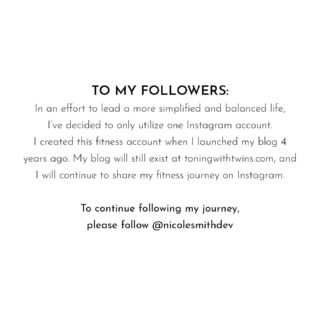 TO MY FOLLOWERS:
In an effort to lead a more simplified and balanced life,
I've decided to only utilize one Instagram account.
I created this fitness account when I launched my blog 4
years ago. My blog will still exist at toningwithtwins.com, and
I will continue to share my fitness journey on Instagram.
To continue following my journey,
please follow @nicolesmithdev